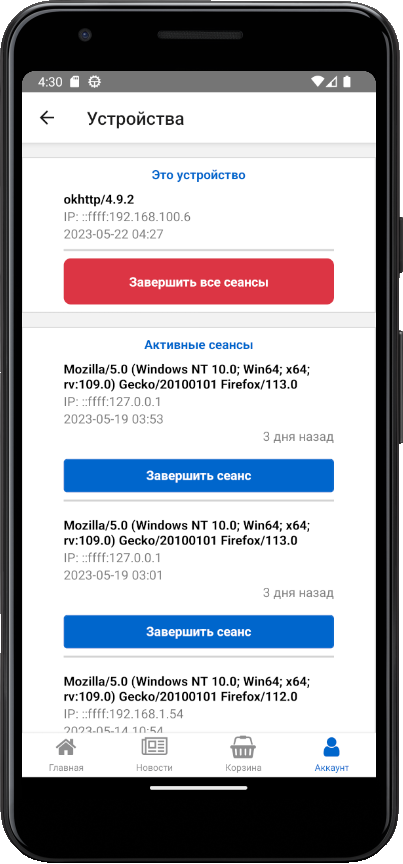 4:30
Устройства
Это устройство
okhttp/4.9.2
IP: ::ffff:192.168.100.6
2023-05-22 04:27
Завершить все сеансы
Активные сеансы
Mozilla/5.0 (Windows NT 10.0; Win64; x64;
rv:109.0) Gecko/20100101 Firefox/113.0
IP: ::ffff:127.0.0.1
2023-05-19 03:53
3 дня назад
Завершить сеанс
Mozilla/5.0 (Windows NT 10.0; Win64; x64;
rv:109.0) Gecko/20100101 Firefox/113.0
IP: ::ffff:127.0.0.1
2023-05-19 03:01
3 дня назад
Завершить сеанс
Mozilla/5.0 (Windows NT 10.0; Win64; x64;
rv:109.0) Gecko/20100101 Firefox/112.0
IP: ::ffff:192.168.1.54
2023-05-14 10:54
Главная
Новости
Корзина
Аккаунт